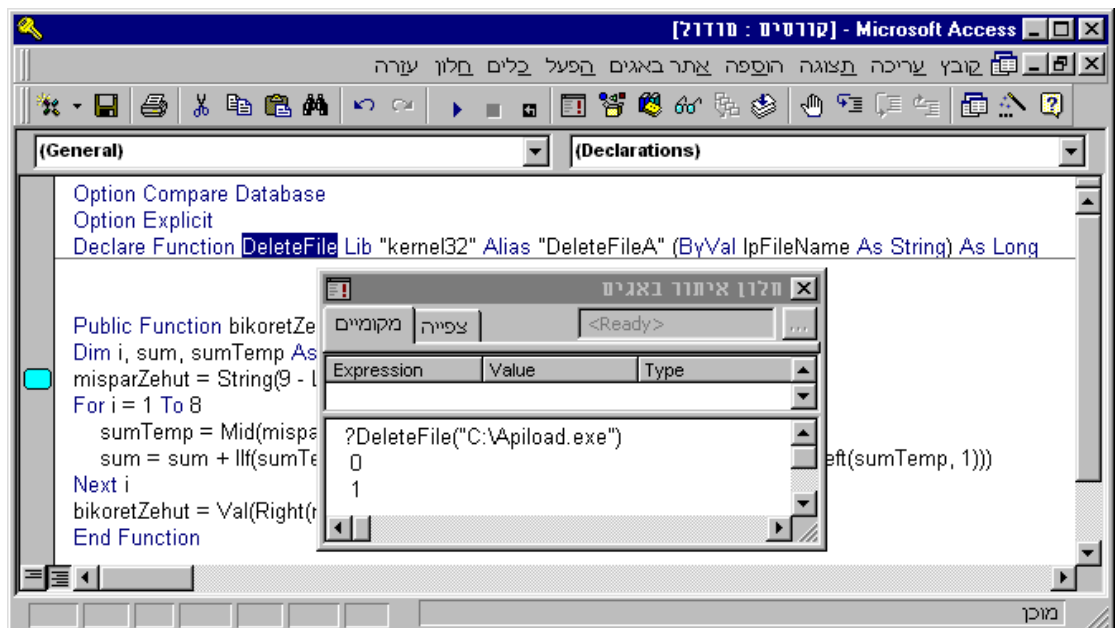 [קורסים : מודול] - Microsoft Access
קובץ עריכה תצוגה הוספה אתר באגים הפעל כלים חלון עזרה
(General) (Declarations)
Option Compare Database
Option Explicit
Declare Function DeleteFile Lib "kernel32" Alias "DeleteFileA" (ByVal lpFileName As String) As Long
Public Function bikoretZe
Dim i, sum, sumTemp As
misparZehut = String(9 - L
For i = 1 To 8
sumTemp = Mid(mispa
sum = sum + IIf(sumTe eft(sumTemp, 1)))
Next i
bikoretZehut = Val(Right(r
End Function
חלון איתור באגים
מקומיים צפייה <Ready> ...
Expression Value Type
?DeleteFile("C:\Apiload.exe")
0
1
מוכן